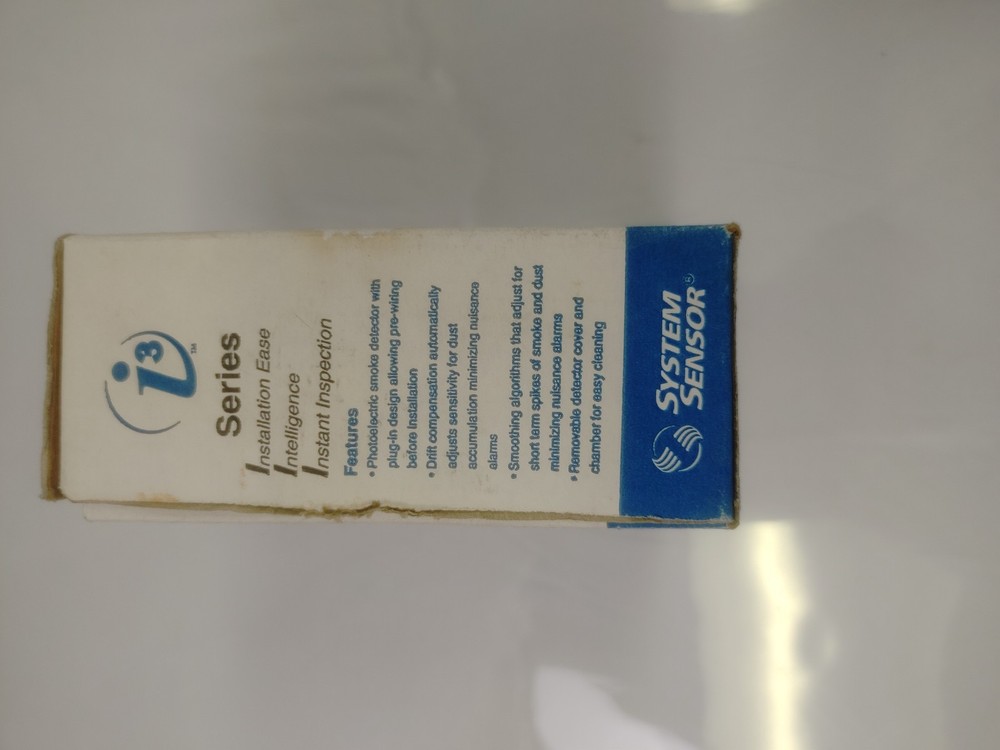 i3™
Series
Installation Ease
Intelligence
Instant Inspection
Features
• Photoelectric smoke detector with
plug-in design allowing pre-wiring
before installation
• Drift compensation automatically
adjusts sensitivity for dust
accumulation minimizing nuisance
alarms
• Smoothing algorithms that adjust for
short term spikes of smoke and dust
minimizing nuisance alarms
• Removable detector cover and
chamber for easy cleaning
SYSTEM
SENSOR®